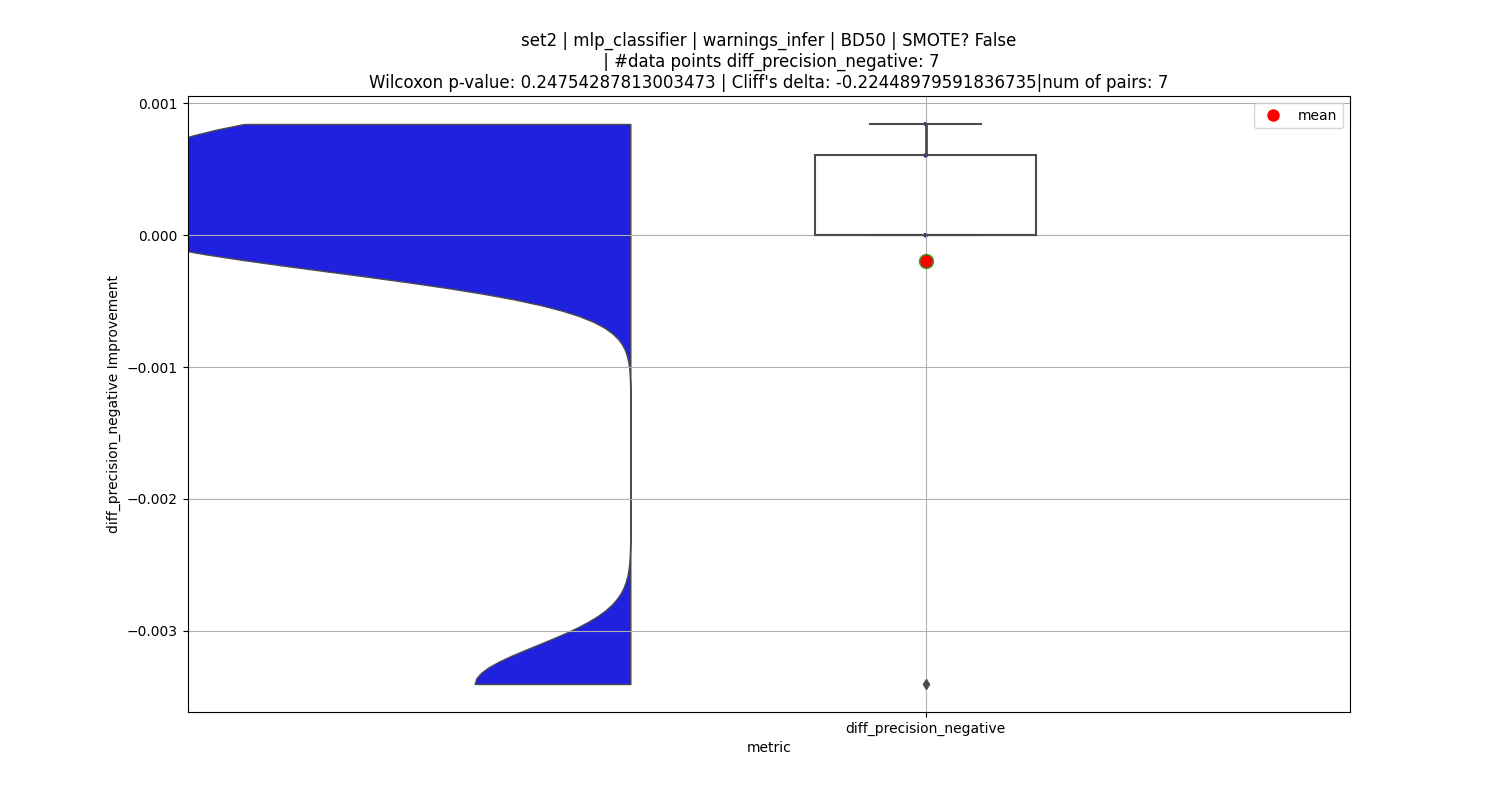 set2 | mlp_classifier | warnings_infer | BD50 | SMOTE? False
| #data points diff_precision_negative: 7
Wilcoxon p-value: 0.24754287813003473 | Cliff's delta: -0.22448979591836735|num of pairs: 7
mean
0.001
0.000
−0.001
−0.002
−0.003
diff_precision_negative Improvement
diff_precision_negative
metric